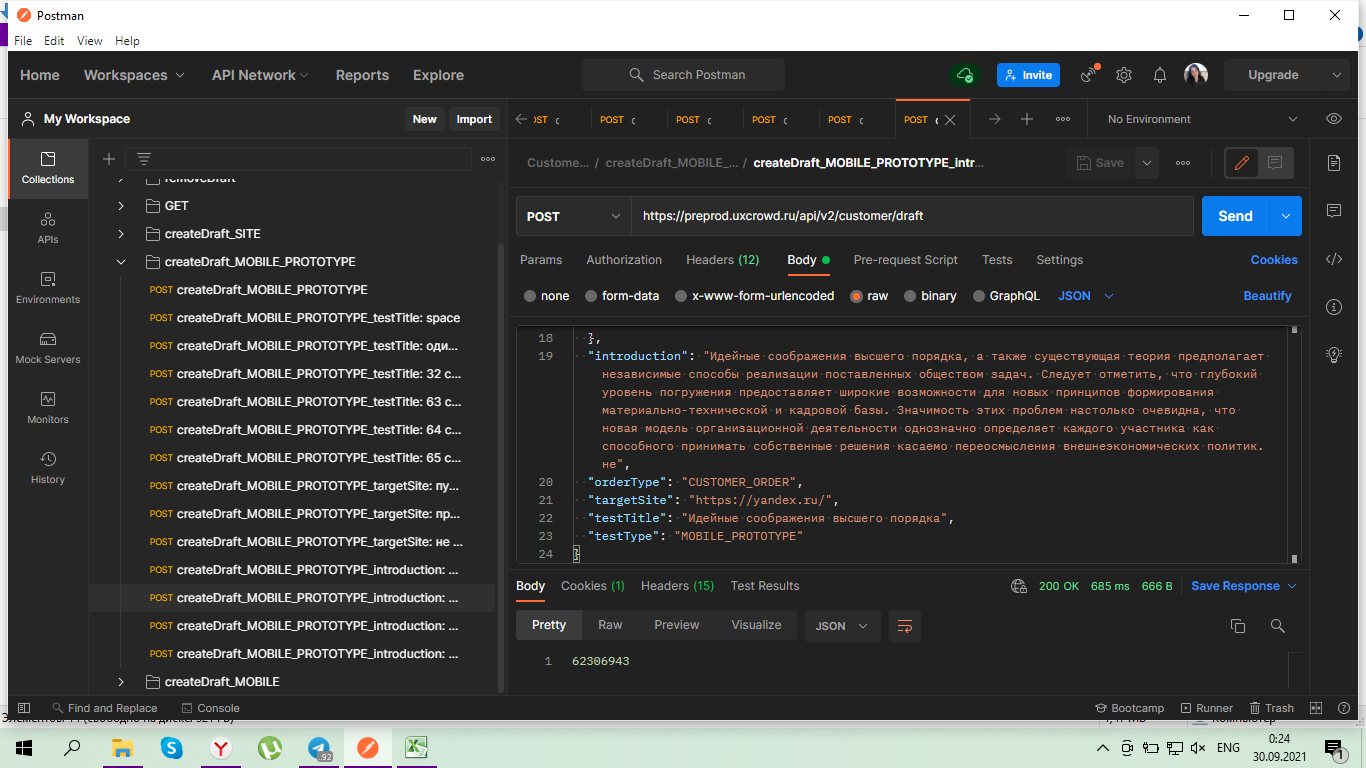 Postman
File Edit View Help
Home Workspaces API Network Reports Explore Search Postman Invite Upgrade
My Workspace New Import
POST c POST c POST c POST c POST c No Environment
Collections
APIs
Environments
Mock Servers
Monitors
History
removeDraft
GET
createDraft_SITE
createDraft_MOBILE_PROTOTYPE
POST createDraft_MOBILE_PROTOTYPE
POST createDraft_MOBILE_PROTOTYPE_testTitle: space
POST createDraft_MOBILE_PROTOTYPE_testTitle: оди...
POST createDraft_MOBILE_PROTOTYPE_testTitle: 32 с...
POST createDraft_MOBILE_PROTOTYPE_testTitle: 63 с...
POST createDraft_MOBILE_PROTOTYPE_testTitle: 64 с...
POST createDraft_MOBILE_PROTOTYPE_testTitle: 65 с...
POST createDraft_MOBILE_PROTOTYPE_targetSite: пу...
POST createDraft_MOBILE_PROTOTYPE_targetSite: пр...
POST createDraft_MOBILE_PROTOTYPE_targetSite: не ...
POST createDraft_MOBILE_PROTOTYPE_introduction: ...
POST createDraft_MOBILE_PROTOTYPE_introduction: ...
POST createDraft_MOBILE_PROTOTYPE_introduction: ...
POST createDraft_MOBILE_PROTOTYPE_introduction: ...
createDraft_MOBILE
Custome... / createDraft_MOBILE_... / createDraft_MOBILE_PROTOTYPE_intr... Save
POST https://preprod.uxcrowd.ru/api/v2/customer/draft Send
Params Authorization Headers (12) Body Pre-request Script Tests Settings Cookies
none form-data x-www-form-urlencoded raw binary GraphQL JSON Beautify
18 },
19 "introduction": "Идейные соображения высшего порядка, а также существующая теория предполагает
независимые способы реализации поставленных обществом задач. Следует отметить, что глубокий
уровень погружения предоставляет широкие возможности для новых принципов формирования
материально-технической и кадровой базы. Значимость этих проблем настолько очевидна, что
новая модель организационной деятельности однозначно определяет каждого участника как
способного принимать собственные решения касаемо переосмысления внешнеэкономических политик.
не",
20 "orderType": "CUSTOMER_ORDER",
21 "targetSite": "https://yandex.ru/",
22 "testTitle": "Идейные соображения высшего порядка",
23 "testType": "MOBILE_PROTOTYPE"
24 }
Body Cookies (1) Headers (15) Test Results 200 OK 685 ms 666 B Save Response
Pretty Raw Preview Visualize JSON
1 62306943
Find and Replace Console Bootcamp Runner Trash
92
ENG
0:24
30.09.2021
1